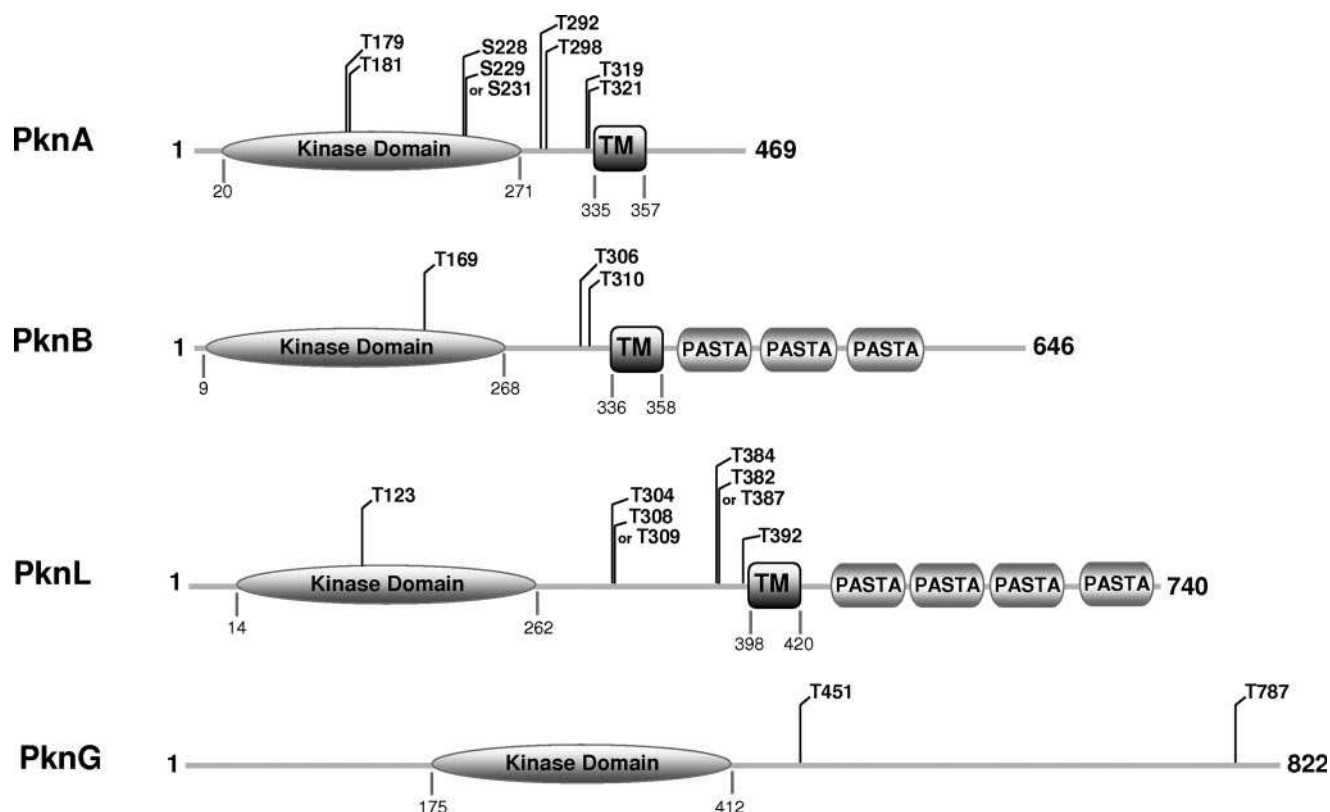 T179
T181
S228
S229
or S231
T292
T298
T319
T321
PknA
1
Kinase Domain
TM
469
20
271
335
357
T169
T306
T310
PknB
1
Kinase Domain
TM
PASTA
PASTA
PASTA
646
9
268
336
358
T123
T304
T308
or T309
T384
T382
or T387
T392
PknL
1
Kinase Domain
TM
PASTA
PASTA
PASTA
PASTA
740
14
262
398
420
T451
T787
PknG
1
Kinase Domain
822
175
412